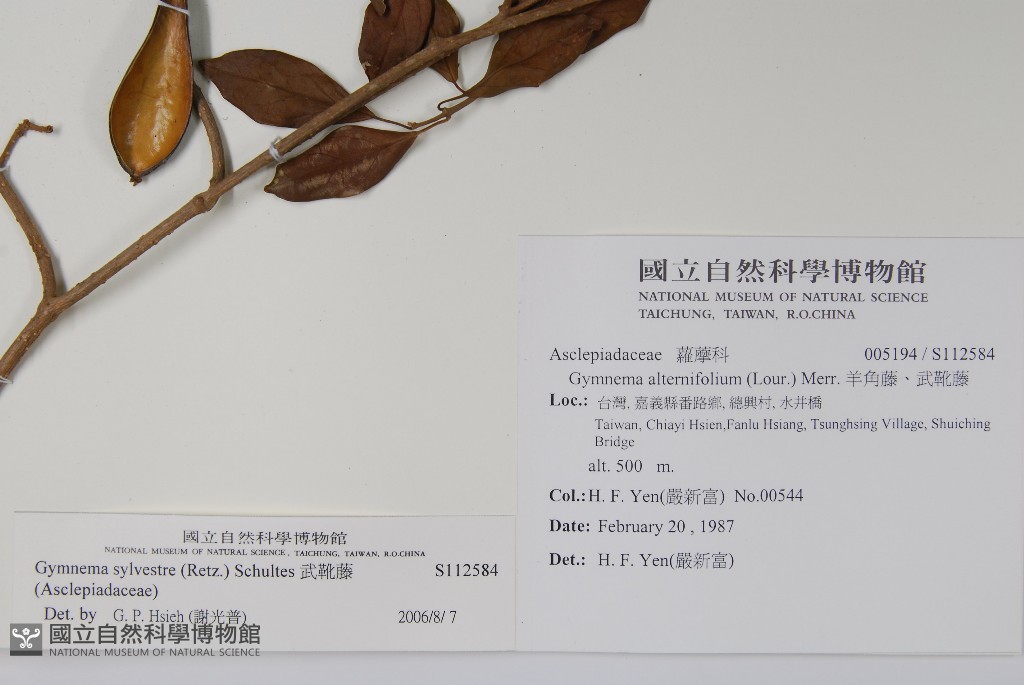 國立自然科學博物館
NATIONAL MUSEUM OF NATURAL SCIENCE
TAICHUNG, TAIWAN, R.O.CHINA
Asclepiadaceae 蘿藦科 005194 / S112584
Gymnema alternifolium (Lour.) Merr. 羊角藤、武靴藤
Loc.: 台灣, 嘉義縣番路鄉, 總興村, 水井橋
Taiwan, Chiayi Hsien,Fanlu Hsiang, Tsunghsing Village, Shuiching
Bridge
alt. 500 m.
Col.: H. F. Yen(嚴新富) No.00544
Date: February 20 , 1987
Det.: H. F. Yen(嚴新富)
國立自然科學博物館
NATIONAL MUSEUM OF NATURAL SCIENCE , TAICHUNG, TAIWAN, R.O.CHINA
Gymnema sylvestre (Retz.) Schultes 武靴藤 S112584
(Asclepiadaceae)
Det. by G. P. Hsieh (謝光普) 2006/8/ 7
國立自然科學博物館
NATIONAL MUSEUM OF NATURAL SCIENCE